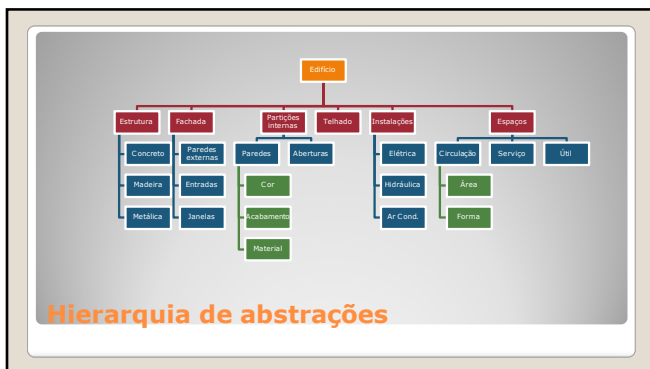 Edifício
Estrutura
Fachada
Partições
internas
Telhado
Instalações
Espaços
Concreto
Paredes
externas
Paredes
Aberturas
Elétrica
Circulação
Serviço
Útil
Madeira
Entradas
Cor
Hidráulica
Área
Metálica
Janelas
Acabamento
Ar Cond.
Forma
Material
Hierarquia de abstrações